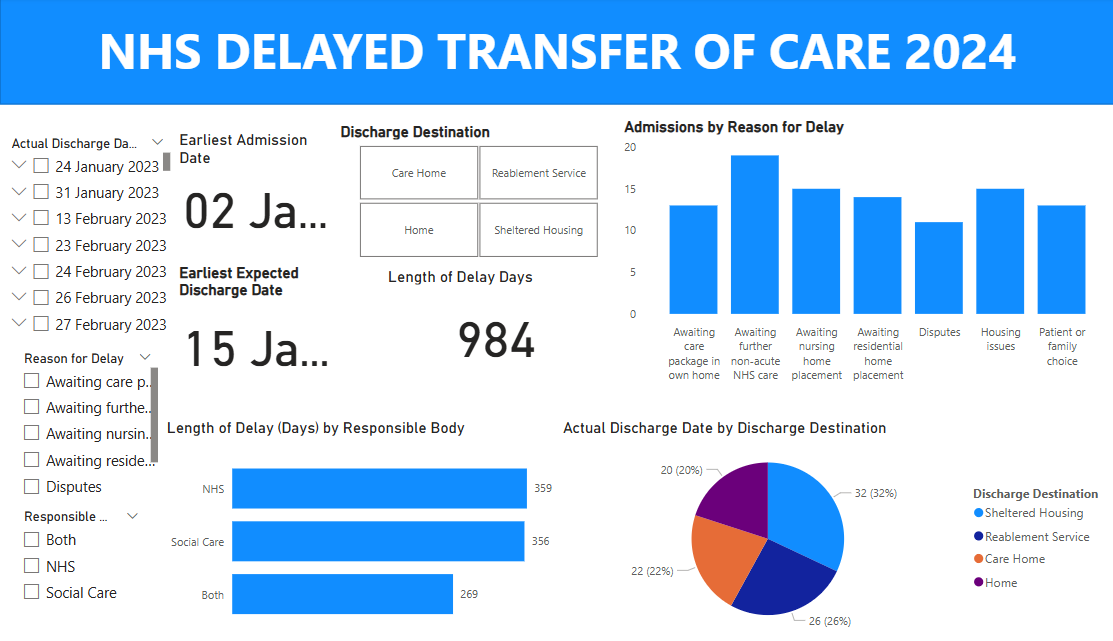 NHS DELAYED TRANSFER OF CARE 2024
Actual Discharge Da...
24 January 2023
31 January 2023
13 February 2023
23 February 2023
24 February 2023
26 February 2023
27 February 2023
Reason for Delay
Awaiting care p...
Awaiting furthe...
Awaiting nursin...
Awaiting reside...
Disputes
Responsible ...
Both
NHS
Social Care
Earliest Admission
Date
02 Ja...
Earliest Expected
Discharge Date
15 Ja...
Discharge Destination
Care Home
Reablement Service
Home
Sheltered Housing
Length of Delay Days
984
Admissions by Reason for Delay
20
15
10
5
0
Awaiting
care
package in
own home
Awaiting
further
non-acute
NHS care
Awaiting
nursing
home
placement
Awaiting
residential
home
placement
Disputes
Housing
issues
Patient or
family
choice
Length of Delay (Days) by Responsible Body
NHS
359
Social Care
356
Both
269
Actual Discharge Date by Discharge Destination
20 (20%)
32 (32%)
22 (22%)
26 (26%)
Discharge Destination
Sheltered Housing
Reablement Service
Care Home
Home